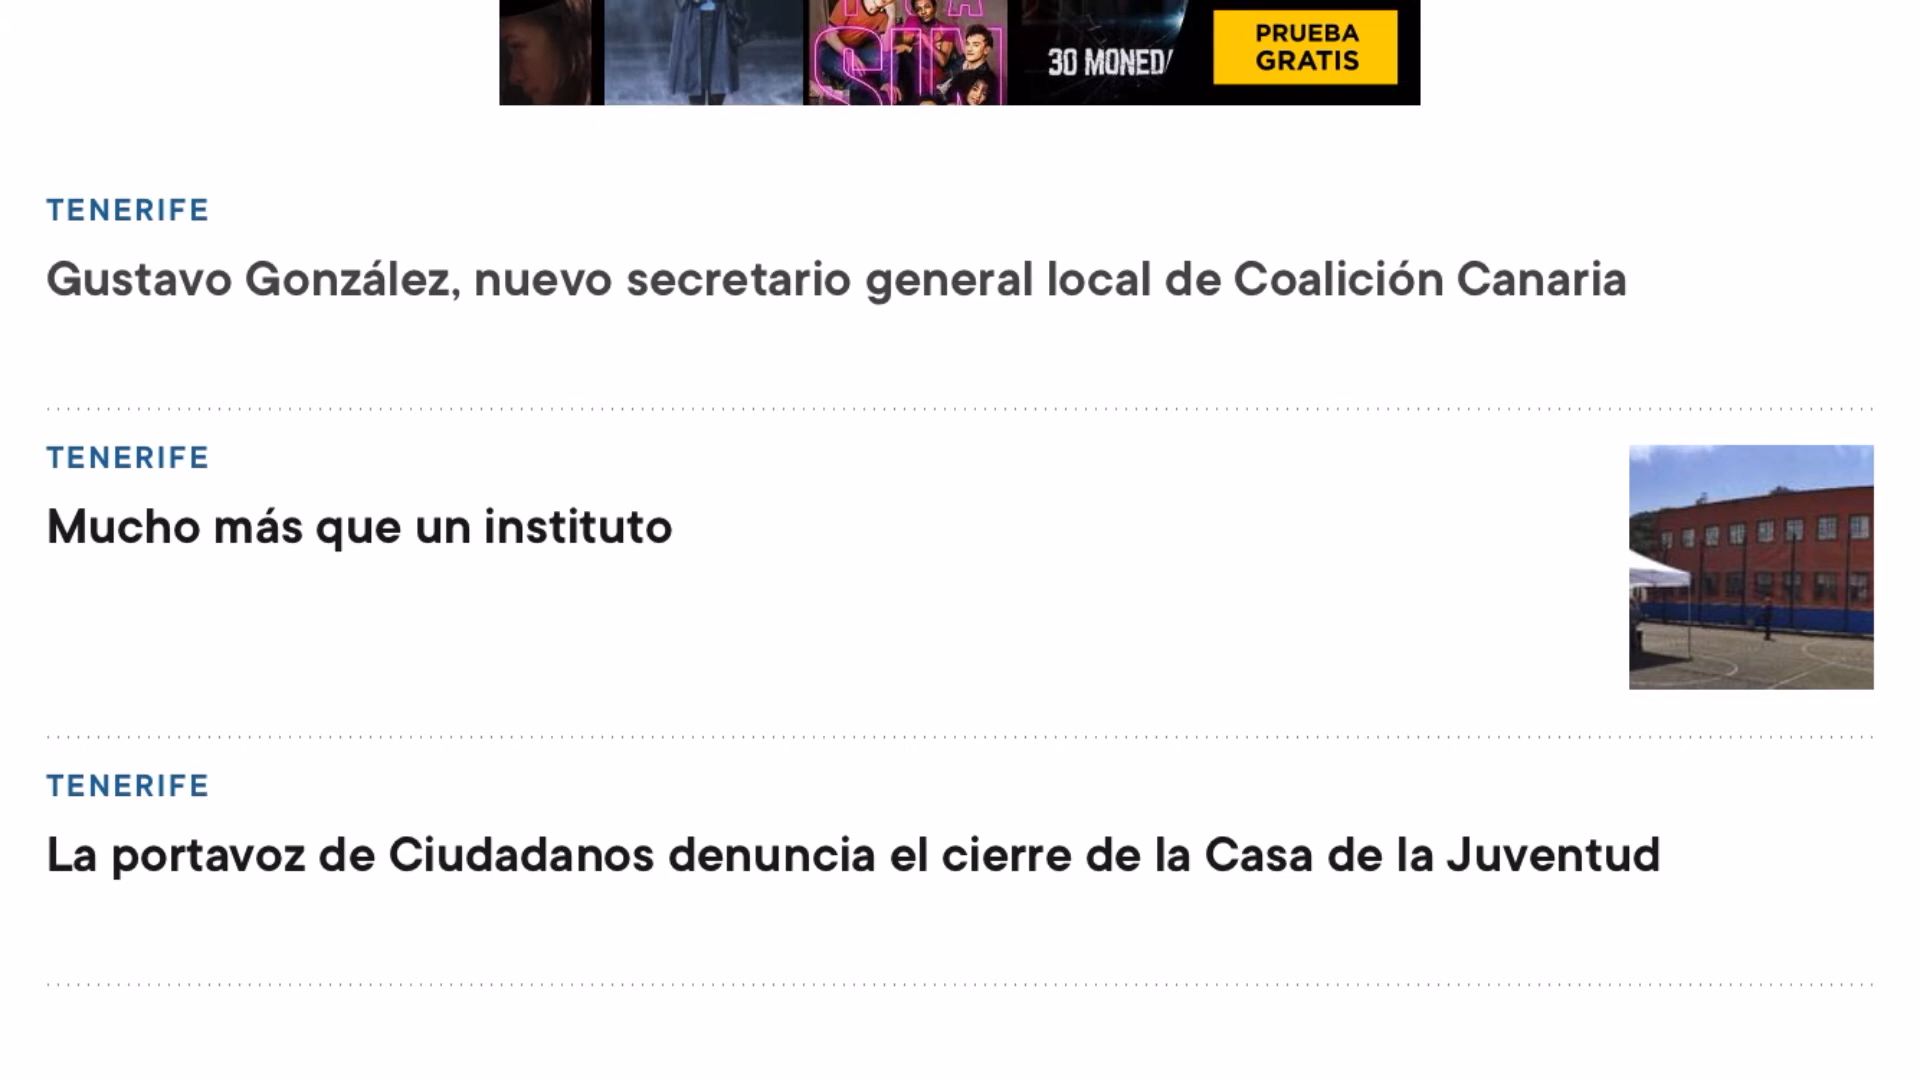 30 MONED
PRUEBA
GRATIS
TENERIFE
Gustavo González, nuevo secretario general local de Coalición Canaria
TENERIFE
Mucho más que un instituto
TENERIFE
La portavoz de Ciudadanos denuncia el cierre de la Casa de la Juventud